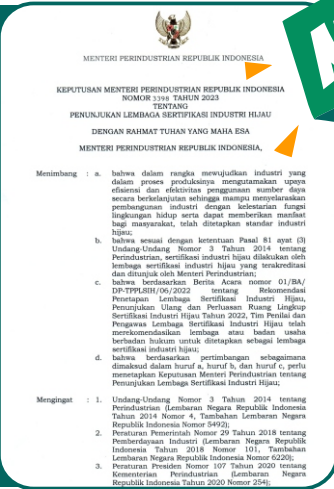 MENTERI PERINDUSTRIAN REPUBLIK INDONESIA
KEPUTUSAN MENTERI PERINDUSTRIAN REPUBLIK INDONESIA
NOMOR 3398 TAHUN 2023
TENTANG
PENUNJUKAN LEMBAGA SERTIFIKASI INDUSTRI HIJAU
DENGAN RAHMAT TUHAN YANG MAHA ESA
MENTERI PERINDUSTRIAN REPUBLIK INDONESIA,
Menimbang : a. bahwa dalam rangka mewujudkan industri yang
dalam proses produksinya mengutamakan upaya
efisiensi dan efektivitas penggunaan sumber daya
secara berkelanjutan sehingga mampu menyelaraskan
pembangunan industri dengan kelestarian fungsi
lingkungan hidup serta dapat memberikan manfaat
bagi masyarakat, telah ditetapkan standar industri
hijau;
b. bahwa sesuai dengan ketentuan Pasal 81 ayat (3)
Undang-Undang Nomor 3 Tahun 2014 tentang
Perindustrian, sertifikasi industri hijau dilakukan oleh
lembaga sertifikasi industri hijau yang terakreditasi
dan ditunjuk oleh Menteri Perindustrian;
c. bahwa berdasarkan Berita Acara nomor 01/BA/
DP-TPPLSIH/06/2022 tentang Rekomendasi
Penetapan Lembaga Sertifikasi Industri Hijau,
Penunjukan Ulang dan Perluasan Ruang Lingkup
Sertifikasi Industri Hijau Tahun 2022, Tim Penilai dan
Pengawas Lembaga Sertifikasi Industri Hijau telah
merekomendasikan lembaga atau badan usaha
berbadan hukum untuk ditetapkan sebagai lembaga
sertifikasi industri hijau;
d. bahwa berdasarkan pertimbangan sebagaimana
dimaksud dalam huruf a, huruf b, dan huruf c, perlu
menetapkan Keputusan Menteri Perindustrian tentang
Penunjukan Lembaga Sertifikasi Industri Hijau;
Mengingat : 1. Undang-Undang Nomor 3 Tahun 2014 tentang
Perindustrian (Lembaran Negara Republik Indonesia
Tahun 2014 Nomor 4, Tambahan Lembaran Negara
Republik Indonesia Nomor 5492);
2. Peraturan Pemerintah Nomor 29 Tahun 2018 tentang
Pemberdayaan Industri (Lembaran Negara Republik
Indonesia Tahun 2018 Nomor 101, Tambahan
Lembaran Negara Republik Indonesia Nomor 6220);
3. Peraturan Presiden Nomor 107 Tahun 2020 tentang
Kementerian Perindustrian (Lembaran Negara
Republik Indonesia Tahun 2020 Nomor 254);